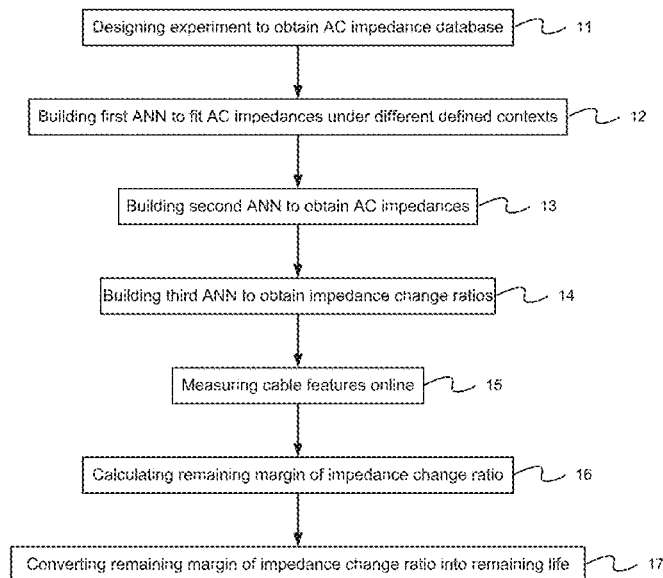 Designing experiment to obtain AC impedance database 11
Building first ANN to fit AC impedances under different defined contexts 12
Building second ANN to obtain AC impedances 13
Building third ANN to obtain impedance change ratios 14
Measuring cable features online 15
Calculating remaining margin of impedance change ratio 16
Converting remaining margin of impedance change ratio into remaining life 17